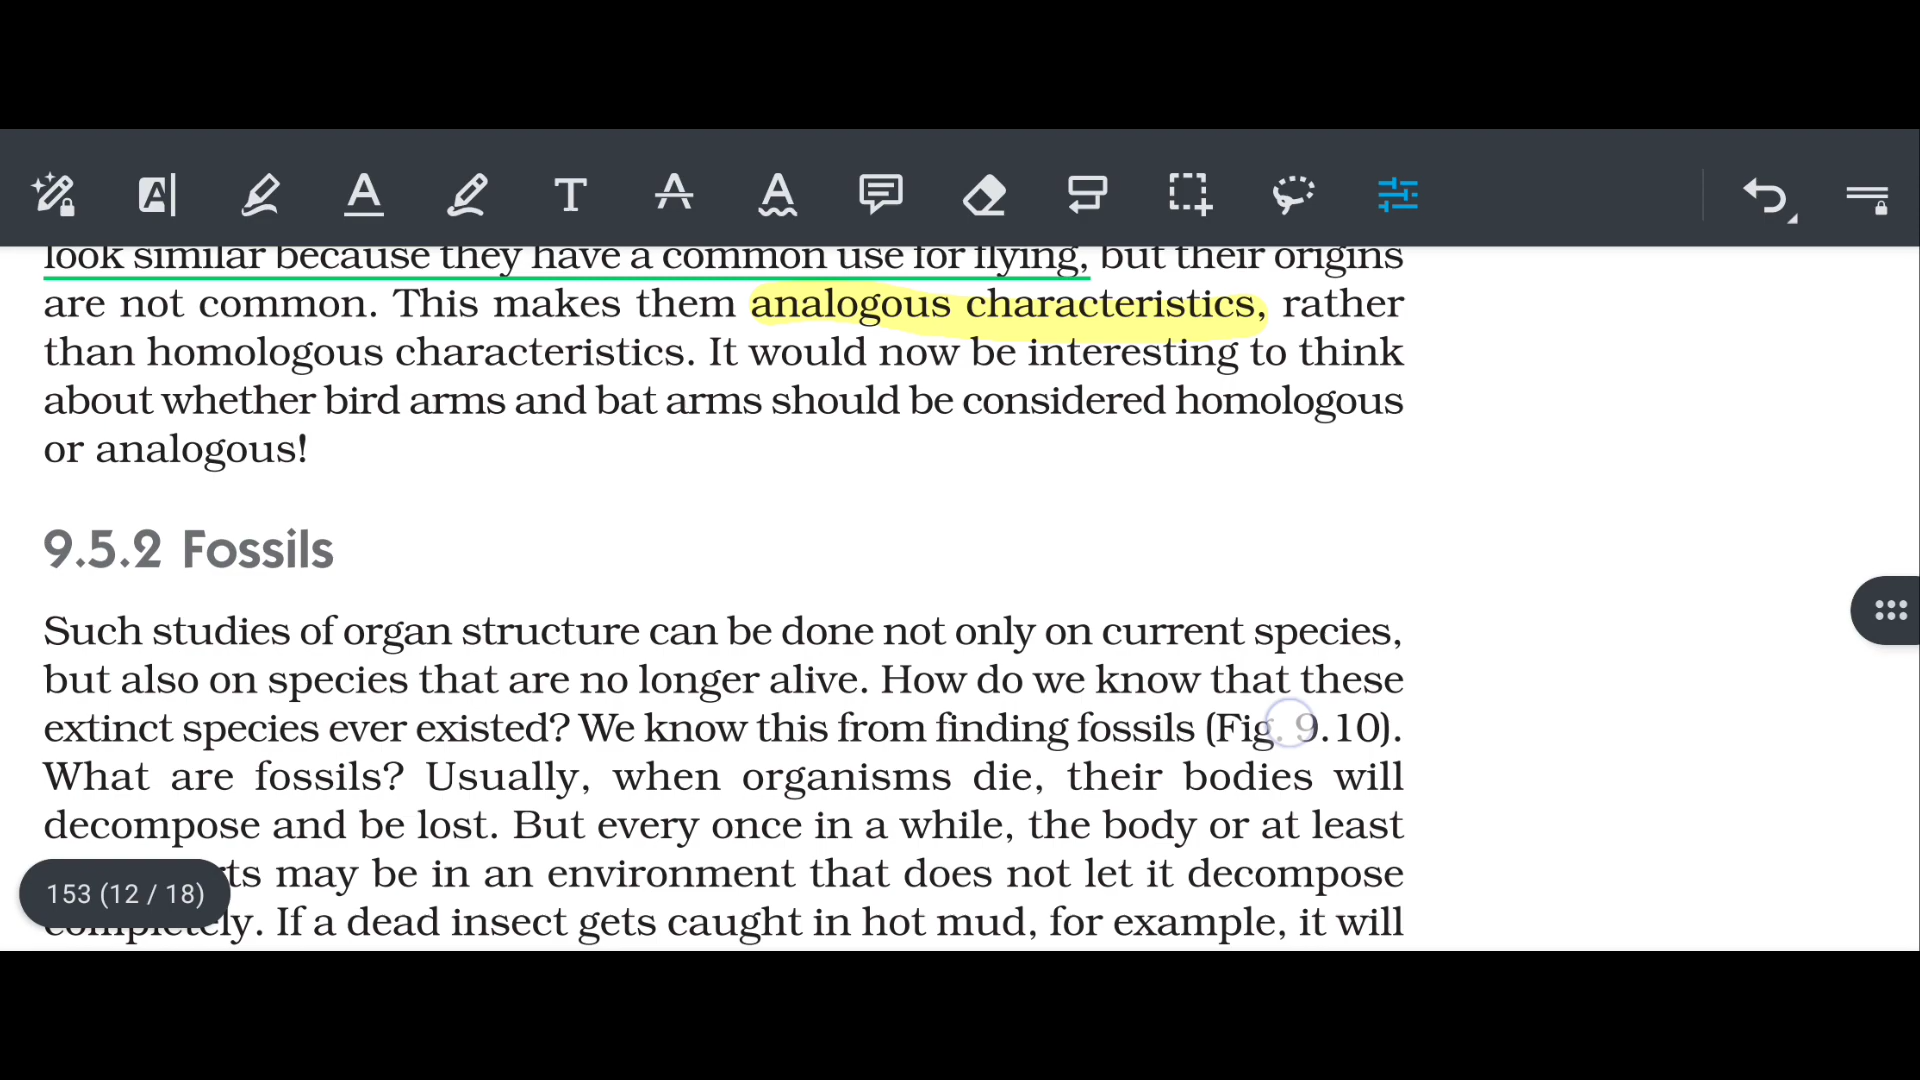 look similar because they have a common use for flying, but their origins
are not common. This makes them analogous characteristics, rather
than homologous characteristics. It would now be interesting to think
about whether bird arms and bat arms should be considered homologous
or analogous!
9.5.2 Fossils
Such studies of organ structure can be done not only on current species,
but also on species that are no longer alive. How do we know that these
extinct species ever existed? We know this from finding fossils (Fig. 9.10).
What are fossils? Usually, when organisms die, their bodies will
decompose and be lost. But every once in a while, the body or at least
may be in an environment that does not let it decompose
completely. If a dead insect gets caught in hot mud, for example, it will
153 (12 / 18)